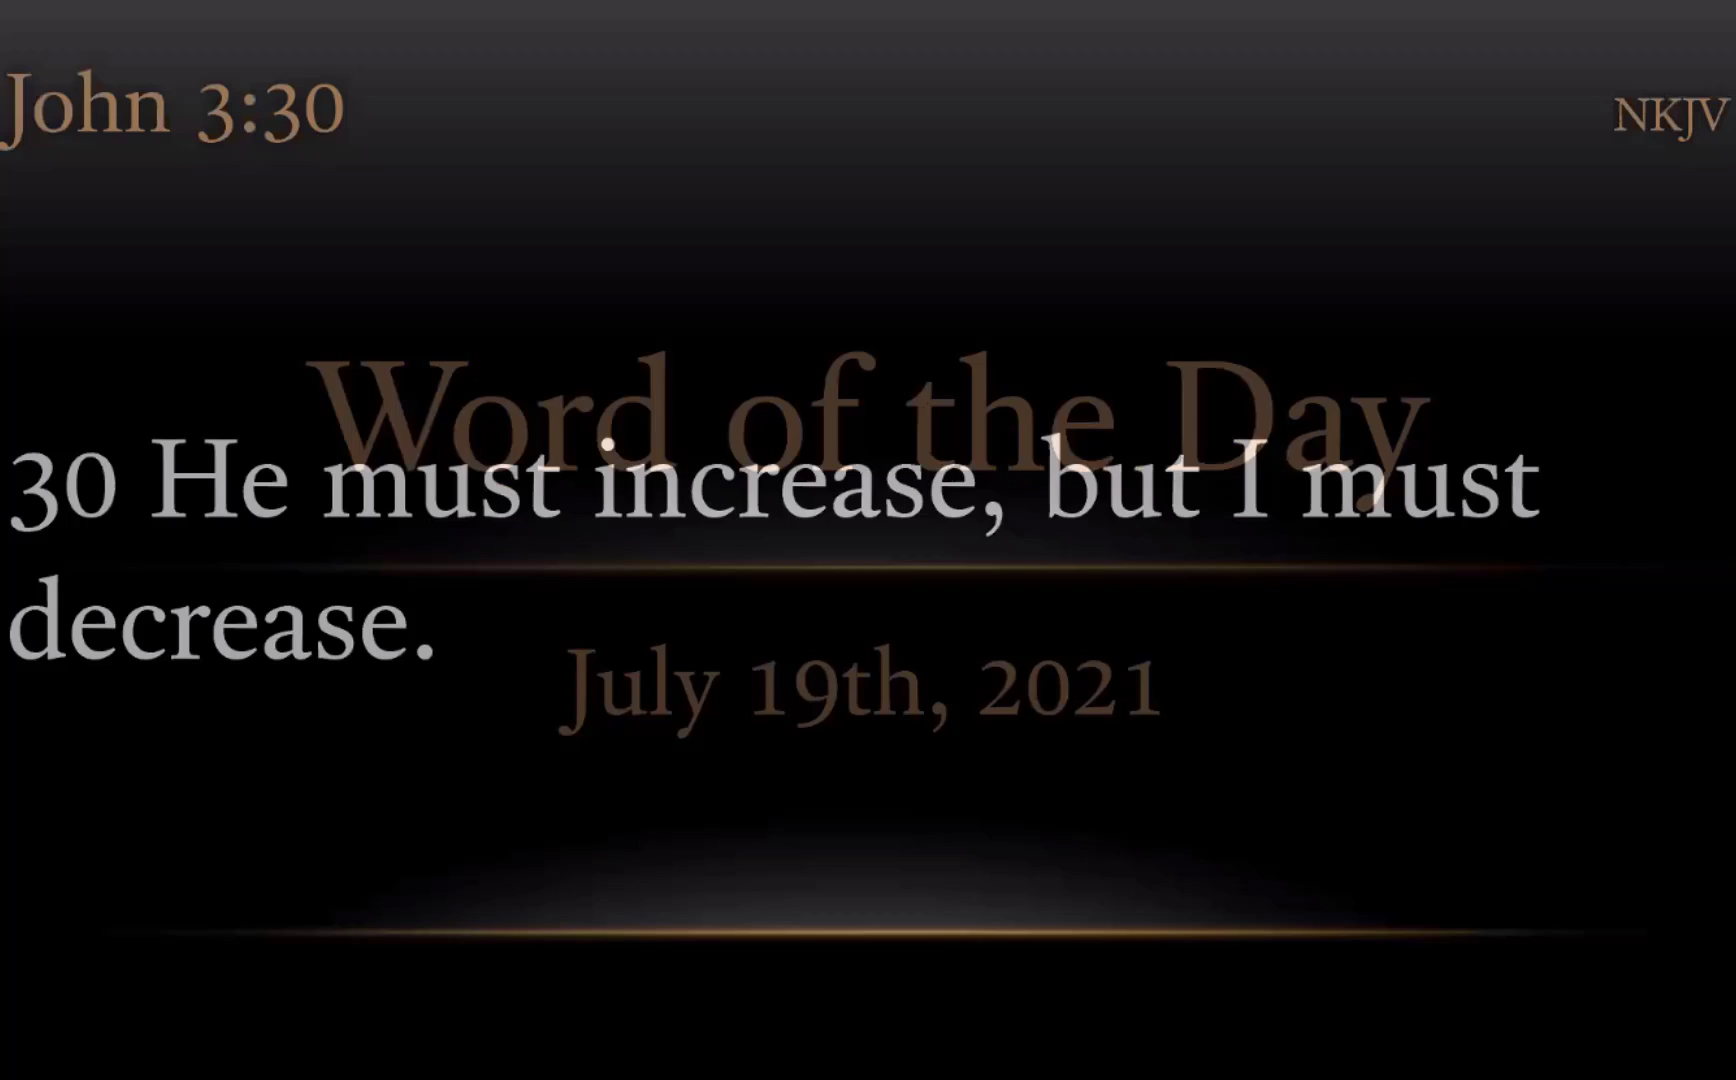 John 3:30
NKJV
Word of the Day
30 He must increase, but I must
decrease.
July 19th, 2021